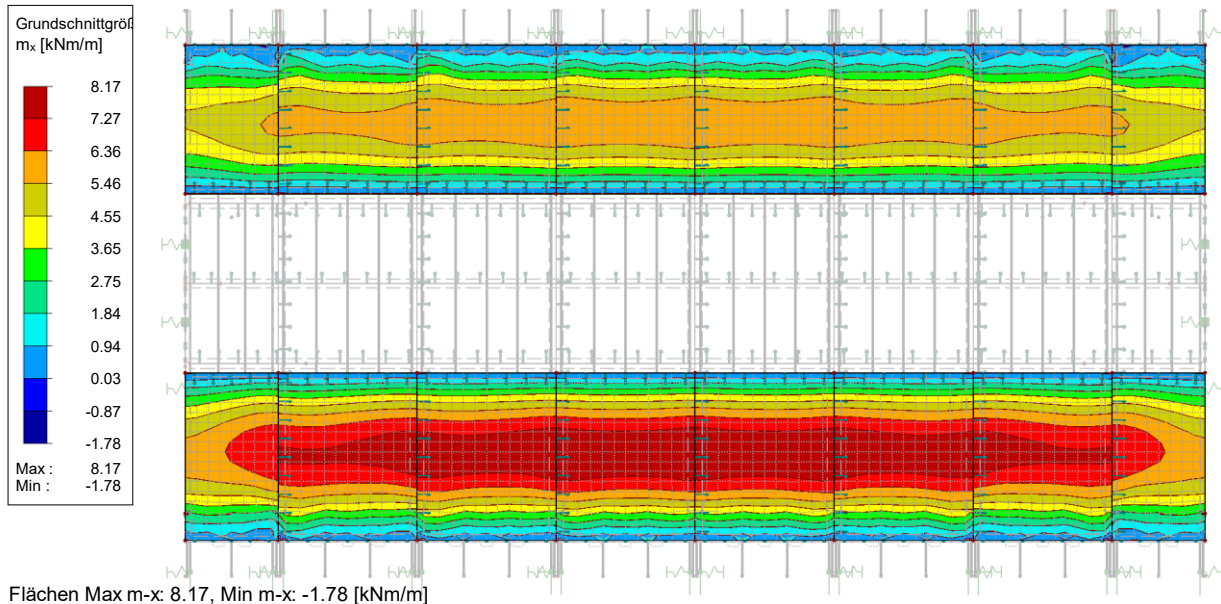 Grundschnittgröß
mx [kNm/m]
8.17
7.27
6.36
5.46
4.55
3.65
2.75
1.84
0.94
0.03
-0.87
-1.78
Max : 8.17
Min : -1.78
Flächen Max m-x: 8.17, Min m-x: -1.78 [kNm/m]